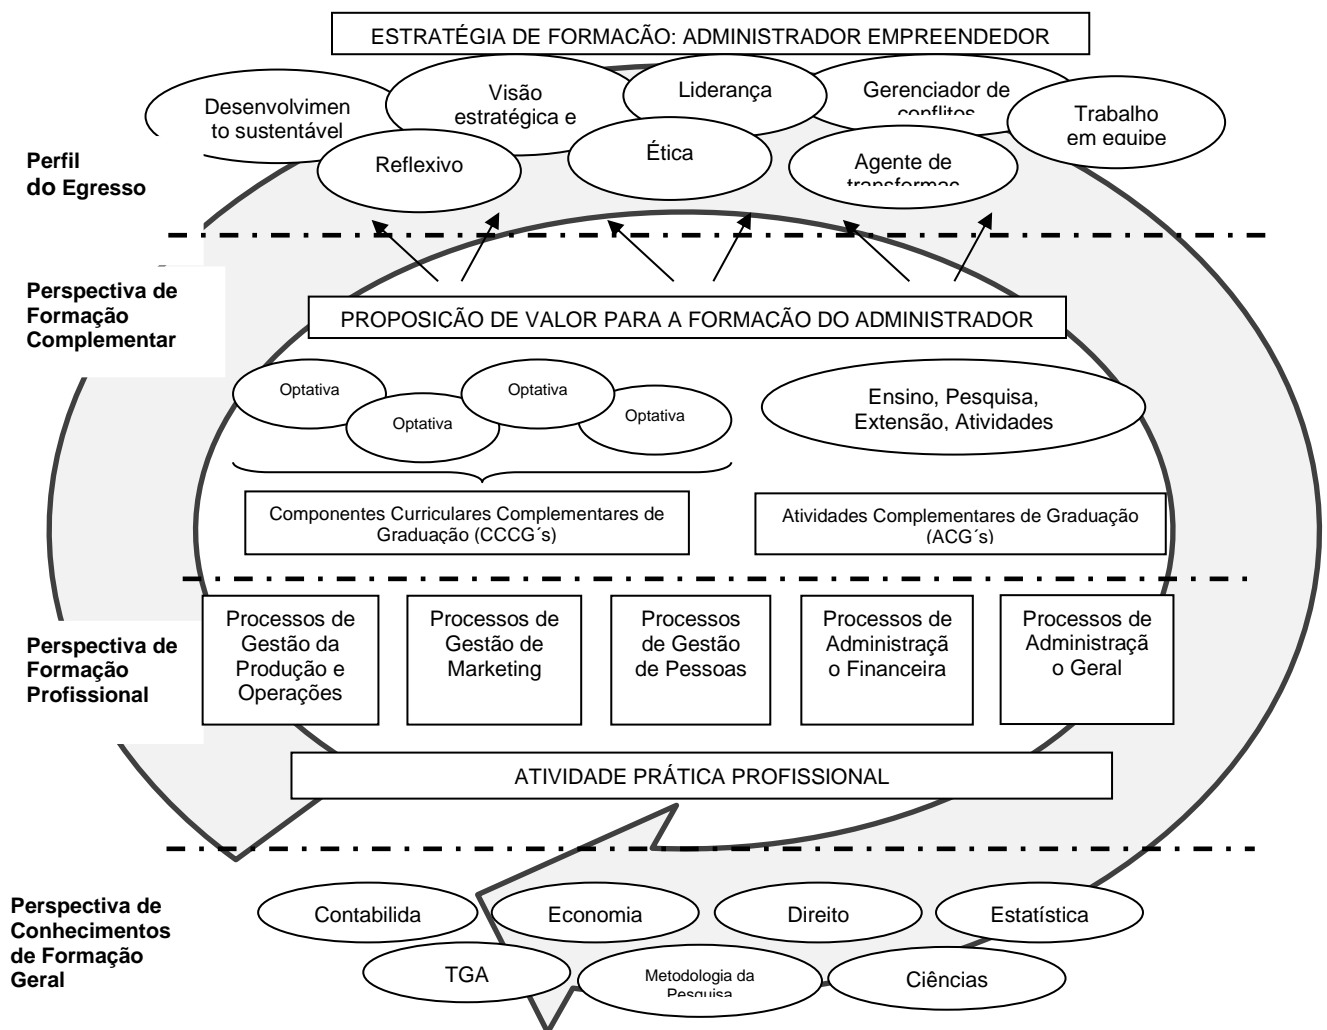 ESTRATÉGIA DE FORMACÃO: ADMINISTRADOR EMPREENDEDOR
Desenvolvimen
to sustentável
Visão
estratégica e
Liderança
Gerenciador de
conflitos
Trabalho
em equipe
Perfil
do Egresso
Reflexivo
Ética
Agente de
transformac
Perspectiva de
Formação
Complementar
PROPOSICÃO DE VALOR PARA A FORMACÃO DO ADMINISTRADOR
Optativa
Optativa
Optativa
Optativa
Ensino, Pesquisa,
Extensão, Atividades
Componentes Curriculares Complementares de
Graduação (CCCG´s)
Atividades Complementares de Graduação
(ACG´s)
Perspectiva de
Formação
Profissional
Processos de
Gestão da
Produção e
Operações
Processos de
Gestão de
Marketing
Processos
de Gestão
de Pessoas
Processos de
Administraçã
o Financeira
Processos de
Administraçã
o Geral
ATIVIDADE PRÁTICA PROFISSIONAL
Perspectiva de
Conhecimentos
de Formação
Geral
Contabilida
Economia
Direito
Estatística
TGA
Metodologia da
Pesquisa
Ciências